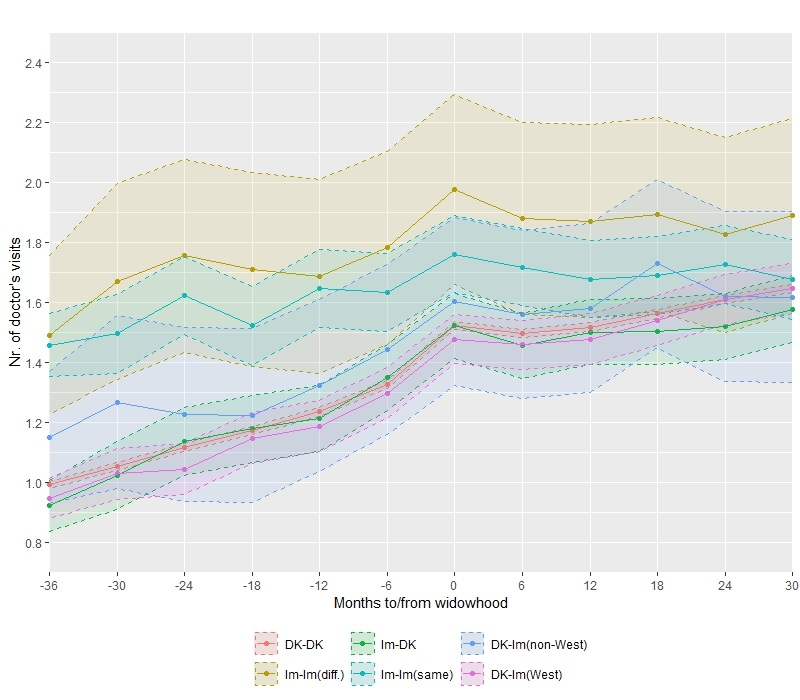 2.4
2.2
2.0
1.8
1.6
1.4
1.2
1.0
0.8
Nr. of doctor's visits
-36 -30 -24 -18 -12 -6 0 6 12 18 24 30
Months to/from widowhood
DK-DK Im-DK DK-Im(non-West)
Im-Im(diff.) Im-Im(same) DK-Im(West)